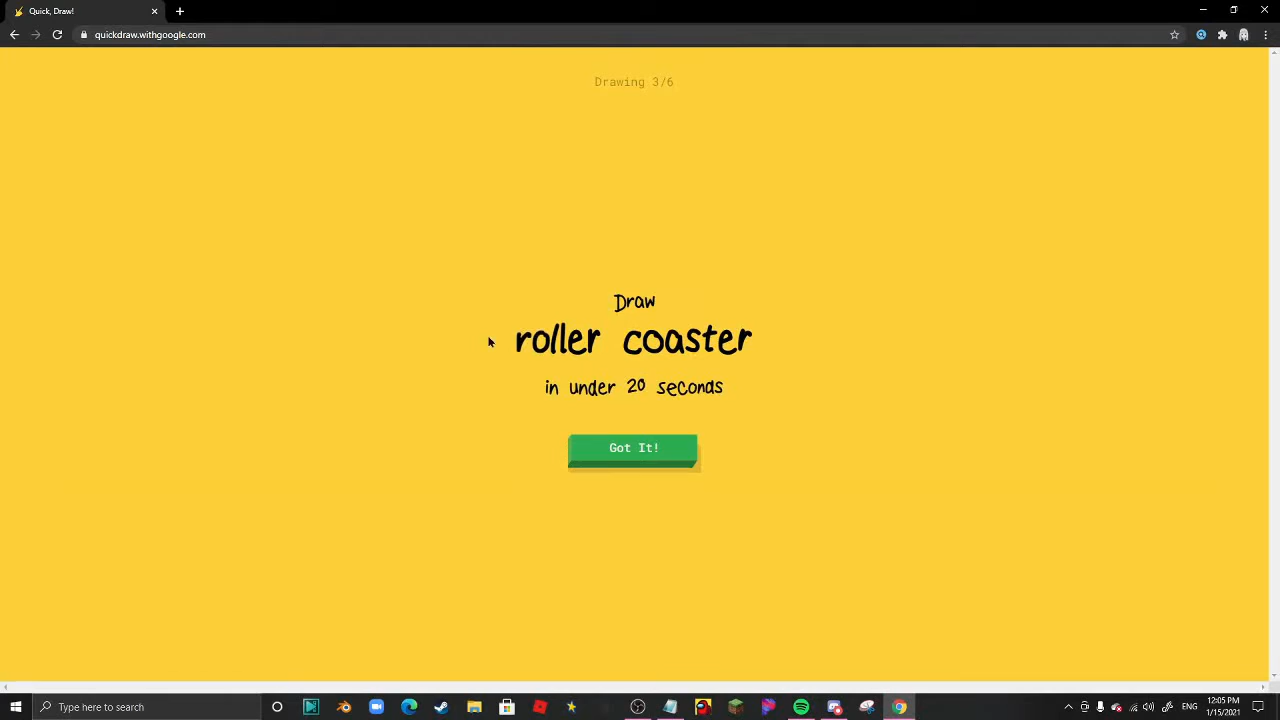 Quick, Draw!
quickdraw.withgoogle.com
Drawing 3/6
Draw
roller coaster
in under 20 seconds
Got It!
Type here to search
ENG
12:05 PM
1/15/2021